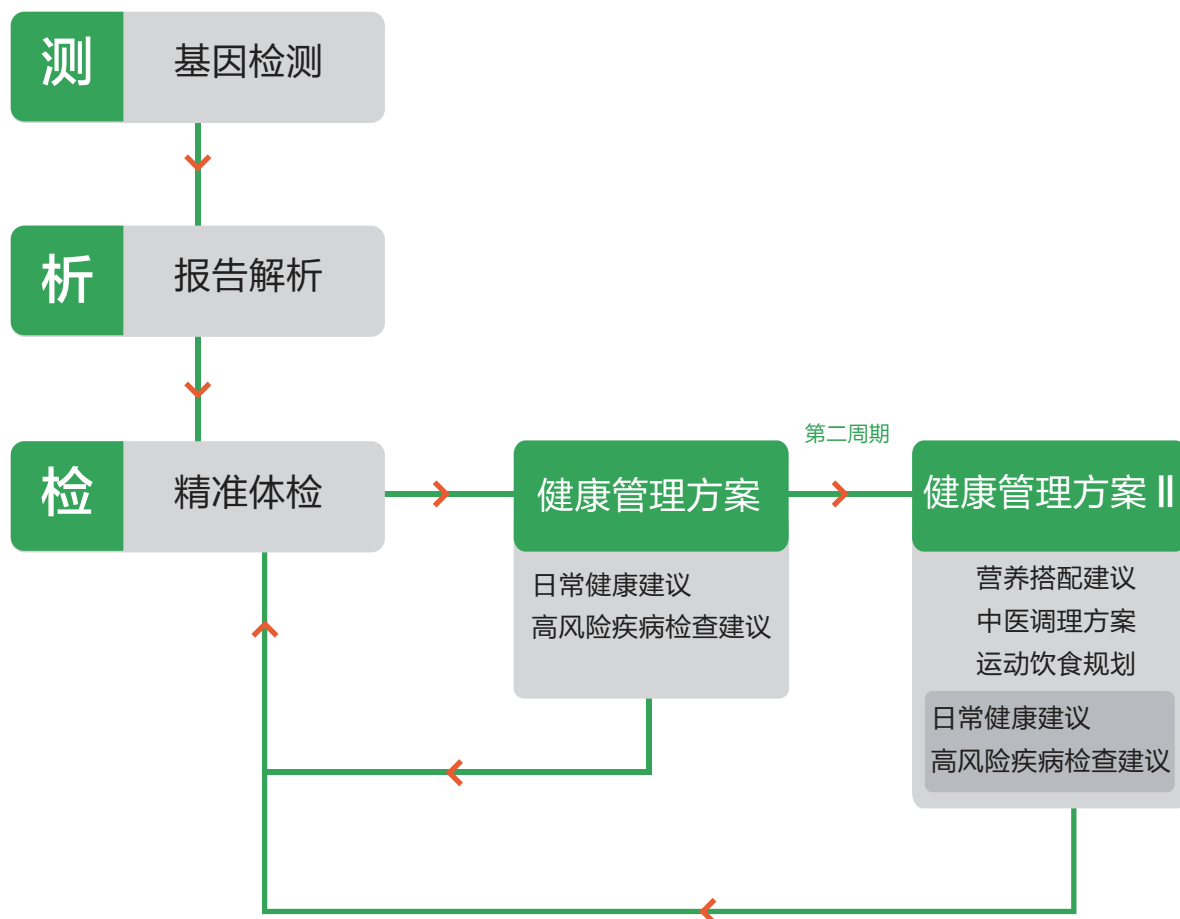 测
基因检测
析
报告解析
检
精准体检
健康管理方案
日常健康建议
高风险疾病检查建议
第二周期
健康管理方案 Ⅱ
营养搭配建议
中医调理方案
运动饮食规划
日常健康建议
高风险疾病检查建议